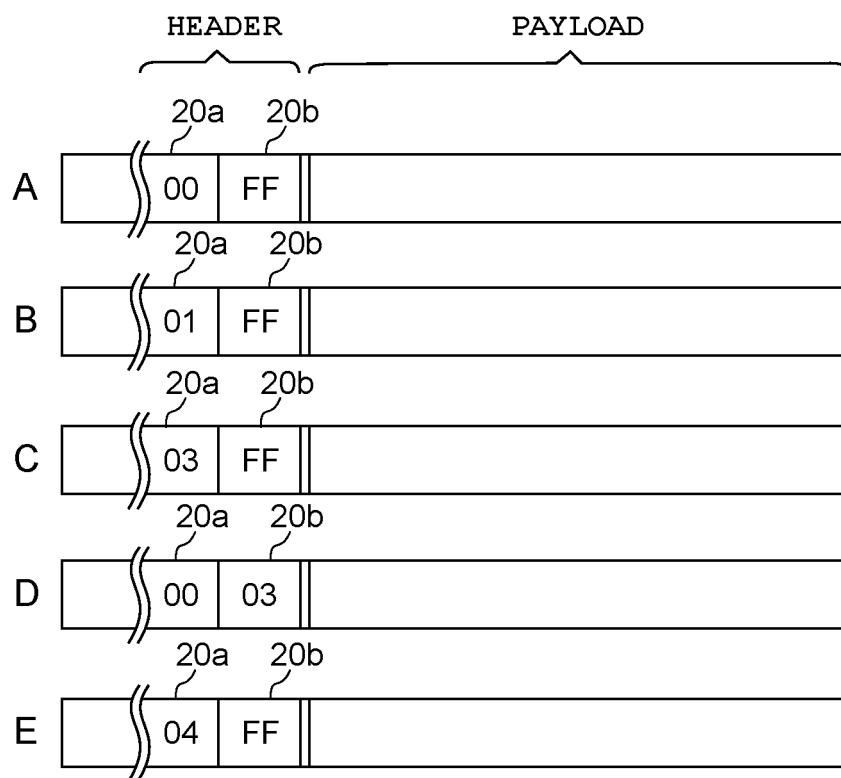 HEADER PAYLOAD
20a 20b
A 00 FF
20a 20b
B 01 FF
20a 20b
C 03 FF
20a 20b
D 00 03
20a 20b
E 04 FF